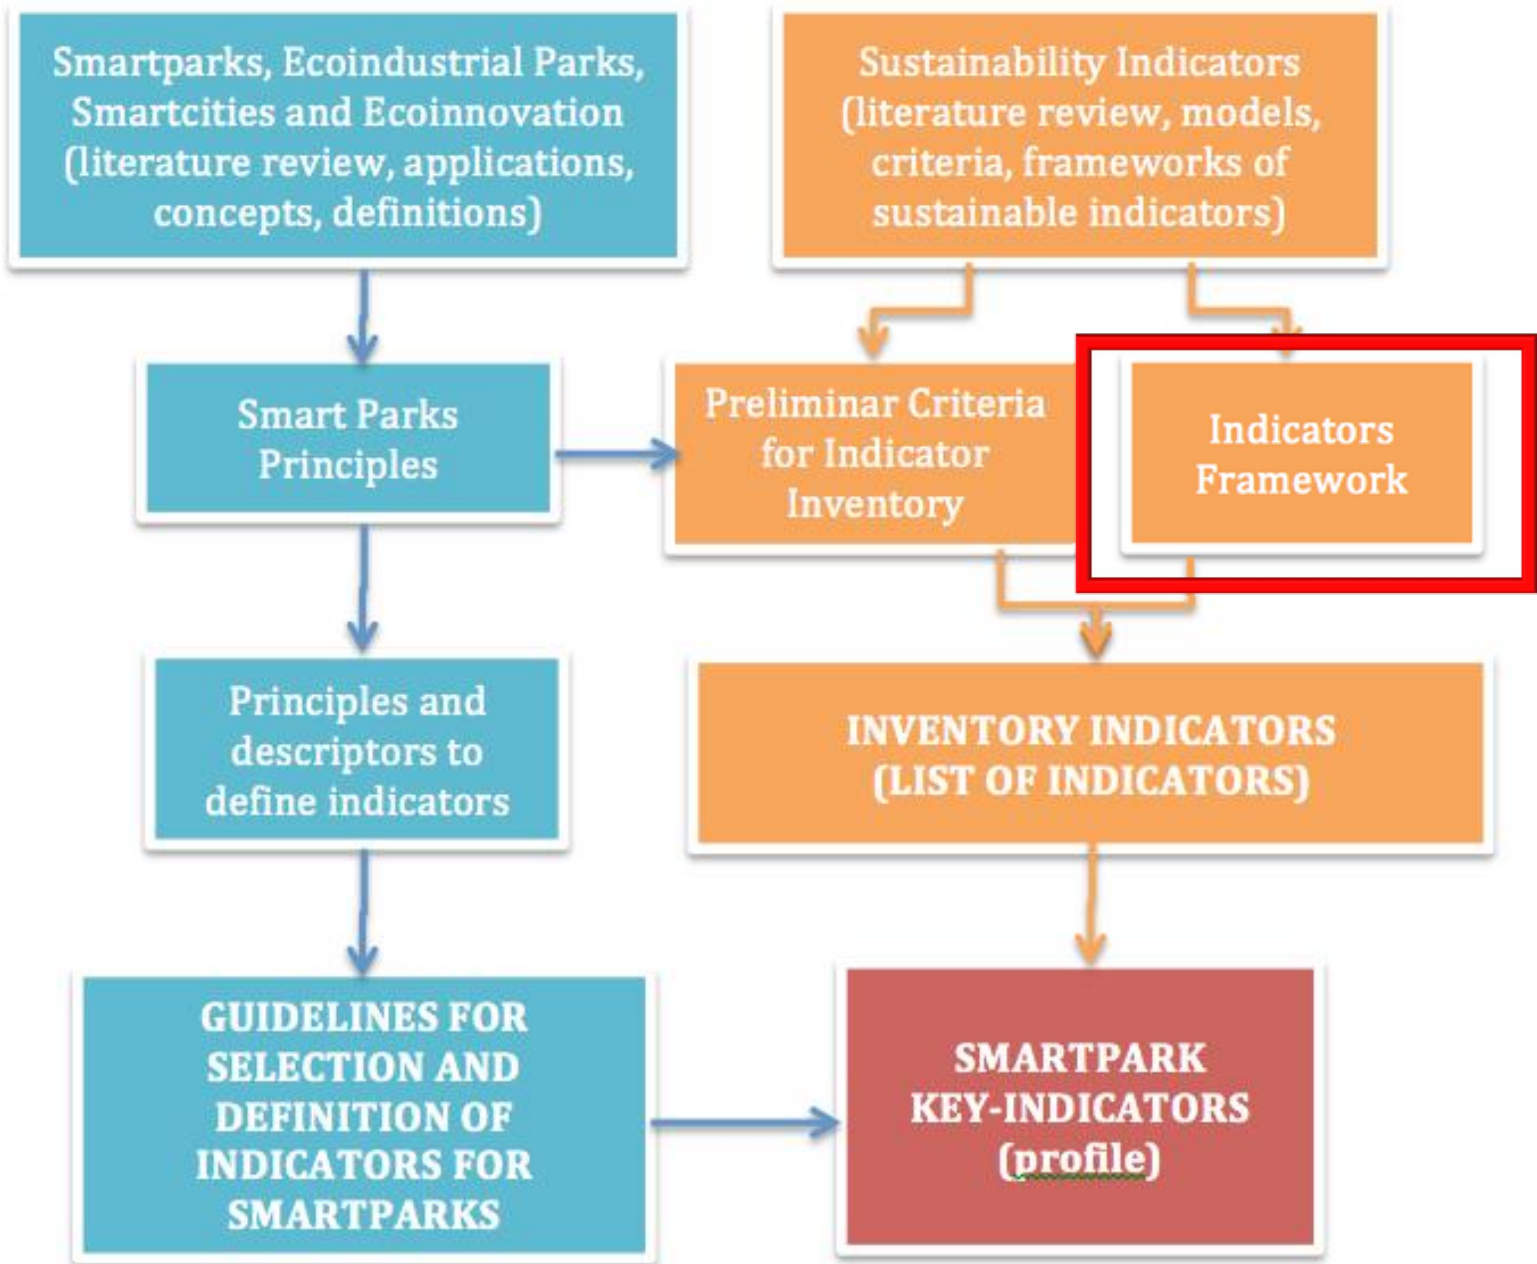 Smartparks, Ecoindustrial Parks,
Smartcities and Ecoinnovation
(literature review, applications,
concepts, definitions)
Sustainability Indicators
(literature review, models,
criteria, frameworks of
sustainable indicators)
Smart Parks
Principles
Preliminar Criteria
for Indicator
Inventory
Indicators
Framework
Principles and
descriptors to
define indicators
INVENTORY INDICATORS
(LIST OF INDICATORS)
GUIDELINES FOR
SELECTION AND
DEFINITION OF
INDICATORS FOR
SMARTPARKS
SMARTPARK
KEY-INDICATORS
(profile)